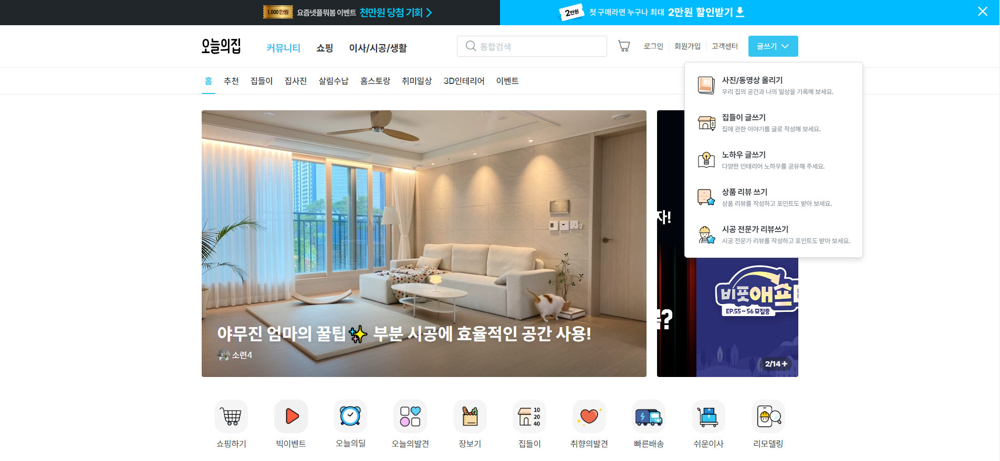 1,000 만원 요즘넷플뭐봄 이벤트 천만원 당첨 기회
2만원 첫 구매라면 누구나 최대 2만원 할인받기
오늘의집 커뮤니티 쇼핑 이사/시공/생활 통합검색 로그인 회원가입 고객센터 글쓰기
홈 추천 집들이 집사진 살림수납 홈스토랑 취미일상 3D인테리어 이벤트
사진/동영상 올리기
우리 집의 공간과 나의 일상을 기록해 보세요.
집들이 글쓰기
집에 관한 이야기를 글로 작성해 보세요.
노하우 글쓰기
다양한 인테리어 노하우를 공유해 주세요.
상품 리뷰 쓰기
상품 리뷰를 작성하고 포인트도 받아 보세요.
시공 전문가 리뷰쓰기
시공 전문가 리뷰를 작성하고 포인트도 받아 보세요.
야무진 엄마의 꿀팁✨ 부분 시공에 효율적인 공간 사용!
소련4
자!
?
비포애프터
EP.55 ~ 56 모집중
2/14 +
10
20
40
쇼핑하기 빅이벤트 오늘의딜 오늘의발견 장보기 집들이 취향의발견 빠른배송 쉬운이사 리모델링